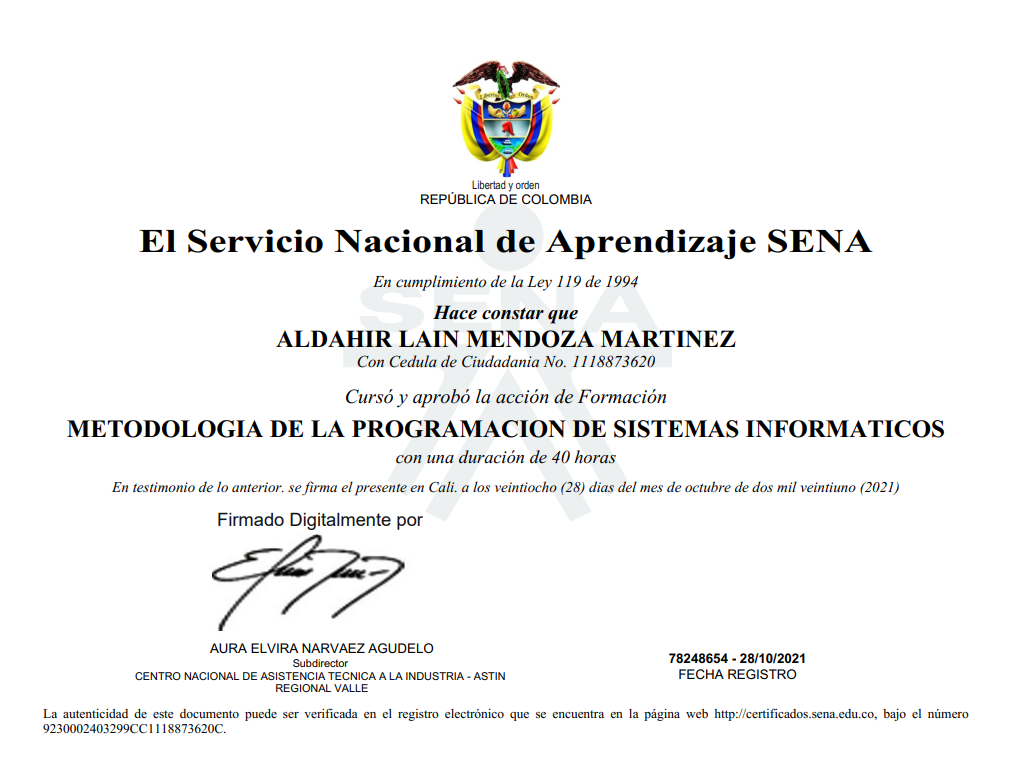 Libertad y orden
REPÚBLICA DE COLOMBIA
El Servicio Nacional de Aprendizaje SENA
En cumplimiento de la Ley 119 de 1994
SENA
Hace constar que
ALDAHIR LAIN MENDOZA MARTINEZ
Con Cedula de Ciudadania No. 1118873620
Cursó y aprobó la acción de Formación
METODOLOGIA DE LA PROGRAMACION DE SISTEMAS INFORMATICOS
con una duración de 40 horas
En testimonio de lo anterior. se firma el presente en Cali. a los veintiocho (28) dias del mes de octubre de dos mil veintiuno (2021)
Firmado Digitalmente por
AURA ELVIRA NARVAEZ AGUDELO
Subdirector
CENTRO NACIONAL DE ASISTENCIA TECNICA A LA INDUSTRIA - ASTIN
REGIONAL VALLE
78248654 - 28/10/2021
FECHA REGISTRO
La autenticidad de este documento puede ser verificada en el registro electrónico que se encuentra en la página web http://certificados.sena.edu.co, bajo el número
9230002403299CC1118873620C.